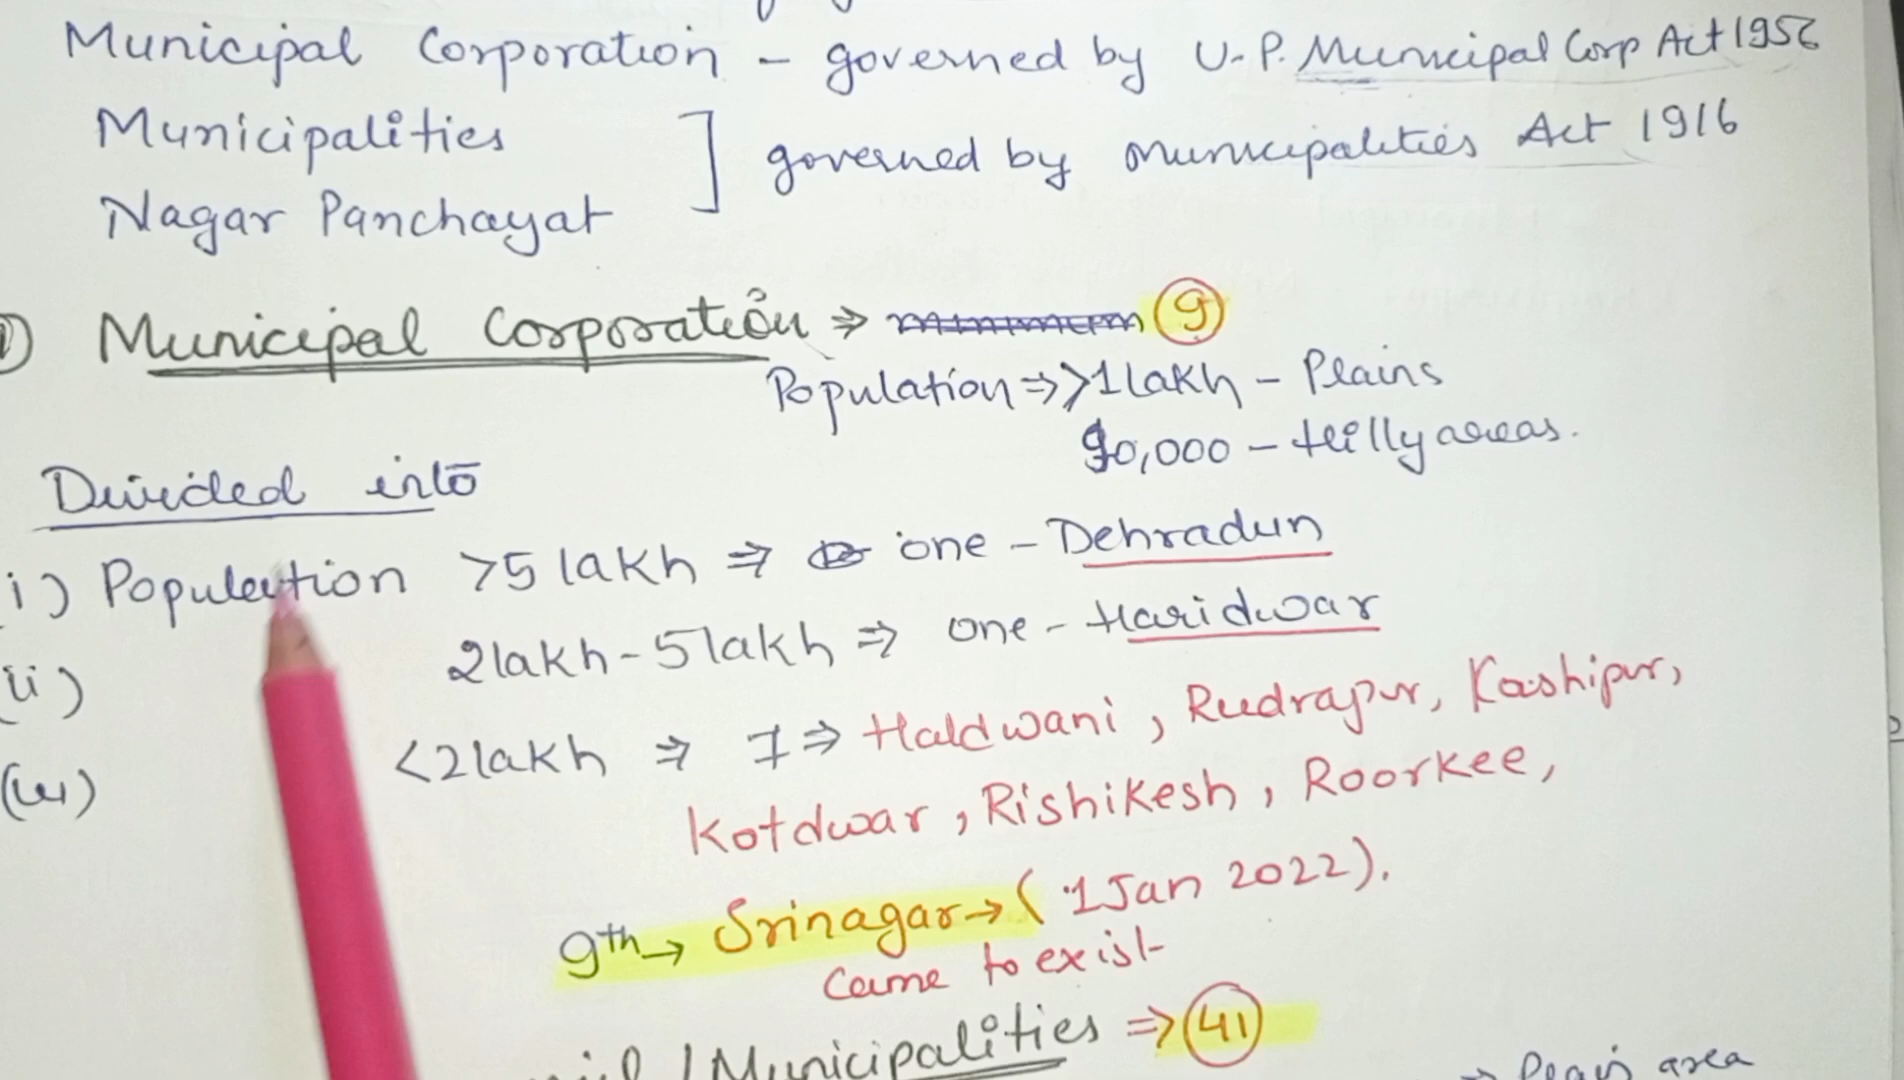 Municipal Corporation - governed by U.P. Municipal Corp Act 1956
Municipalities
Nagar Panchayat
] governed by Municipalities Act 1916
Municipal Corporation ⇒ 9
Population ⇒ >1 lakh - Plains
90,000 - Hilly areas.
Divided into
i) Population >5 lakh ⇒ one - Dehradun
(ii) 2 lakh - 5 lakh ⇒ one - Haridwar
(iii) <2 lakh ⇒ 7 ⇒ Haldwani, Rudrapur, Kashipur,
Kotdwar, Rishikesh, Roorkee,
9th → Srinagar → (1 Jan 2022).
Came to exist
/ Municipalities ⇒ 41
→ Plain area